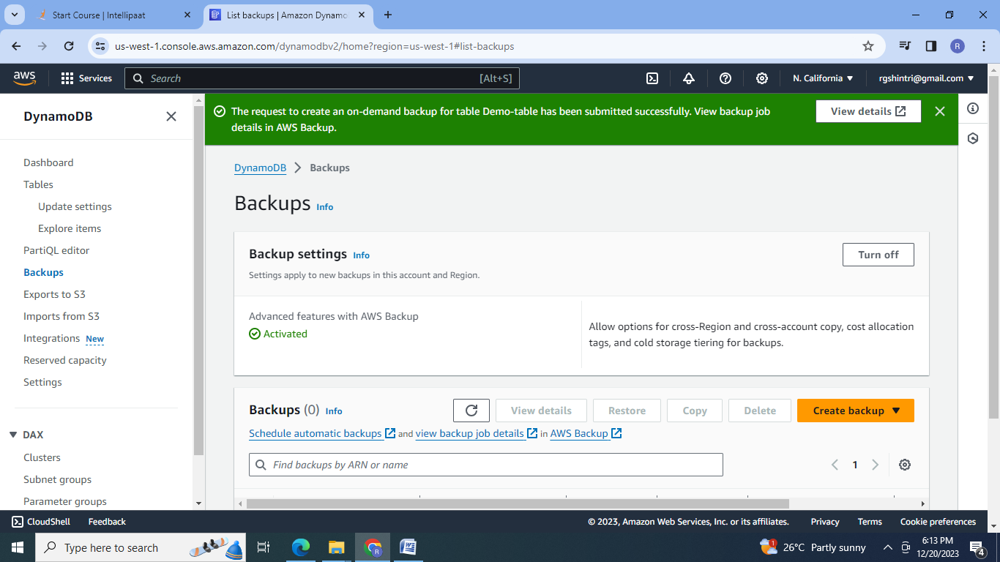 Start Course | Intellipaat
List backups | Amazon Dynamo
us-west-1.console.aws.amazon.com/dynamodbv2/home?region=us-west-1#list-backups
R
aws
Services
Search
[Alt+S]
N. California
rgshintri@gmail.com
DynamoDB
Dashboard
Tables
Update settings
Explore items
PartiQL editor
Backups
Exports to S3
Imports from S3
Integrations New
Reserved capacity
Settings
DAX
Clusters
Subnet groups
Parameter groups
The request to create an on-demand backup for table Demo-table has been submitted successfully. View backup job
details in AWS Backup.
View details
DynamoDB
Backups
Backups Info
Backup settings Info
Settings apply to new backups in this account and Region.
Turn off
Advanced features with AWS Backup
Activated
Allow options for cross-Region and cross-account copy, cost allocation
tags, and cold storage tiering for backups.
Backups (0) Info
View details
Restore
Copy
Delete
Create backup
Schedule automatic backups and view backup job details in AWS Backup
Find backups by ARN or name
1
CloudShell
Feedback
© 2023, Amazon Web Services, Inc. or its affiliates.
Privacy
Terms
Cookie preferences
Type here to search
R
W
1
26°C Partly sunny
6:13 PM
12/20/2023
4